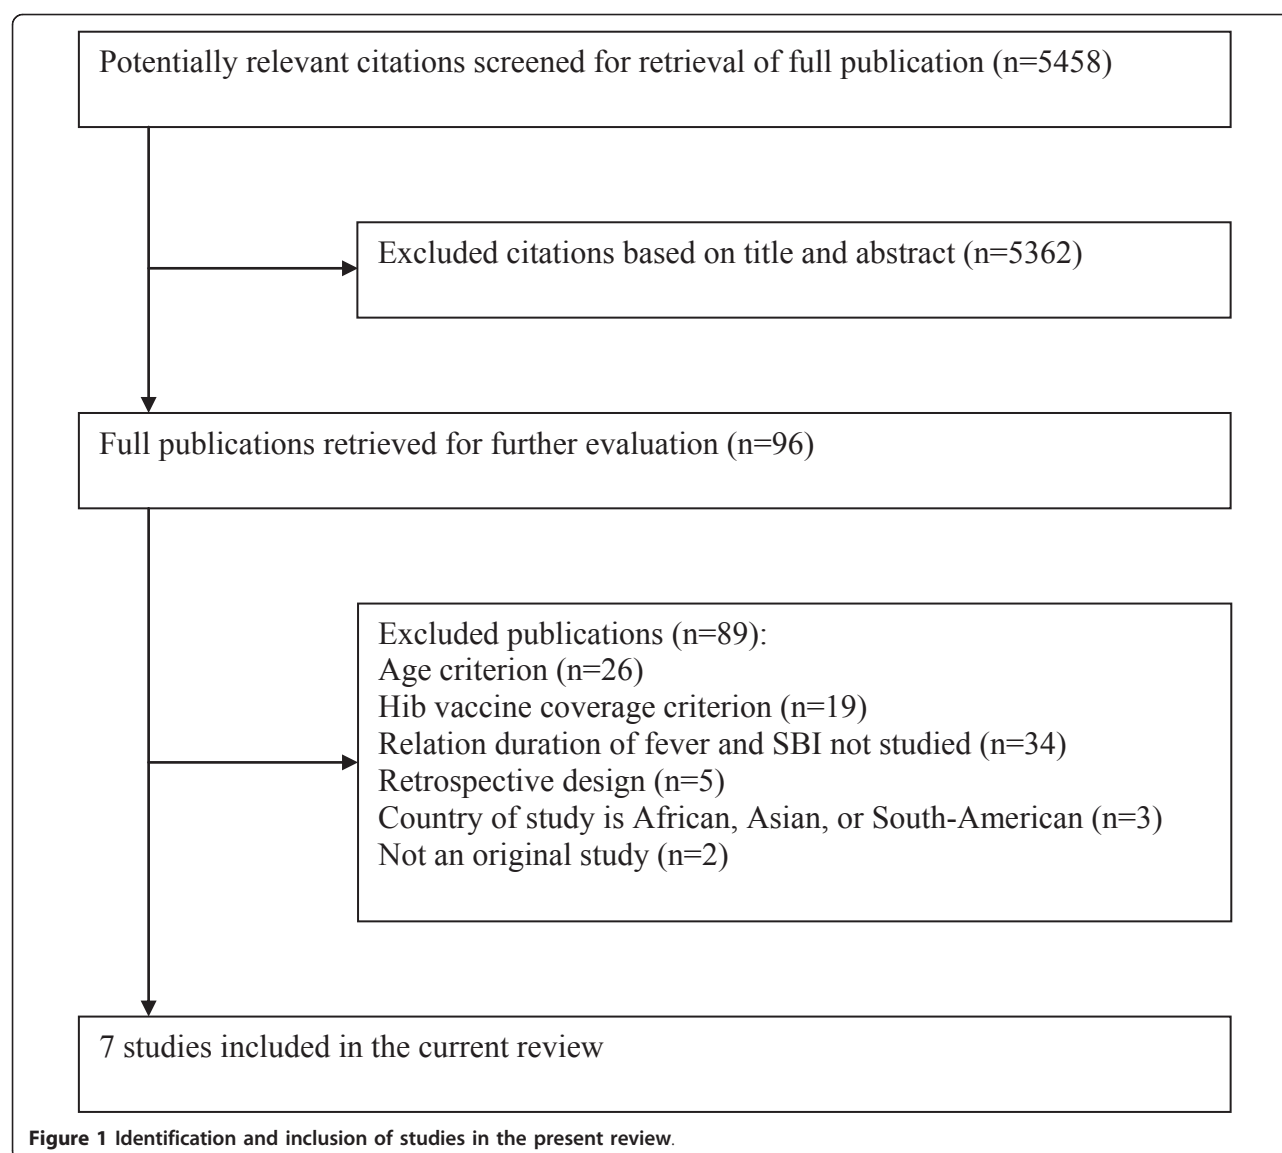 Potentially relevant citations screened for retrieval of full publication (n=5458)
Excluded citations based on title and abstract (n=5362)
Full publications retrieved for further evaluation (n=96)
Excluded publications (n=89):
Age criterion (n=26)
Hib vaccine coverage criterion (n=19)
Relation duration of fever and SBI not studied (n=34)
Retrospective design (n=5)
Country of study is African, Asian, or South-American (n=3)
Not an original study (n=2)
7 studies included in the current review
Figure 1 Identification and inclusion of studies in the present review.